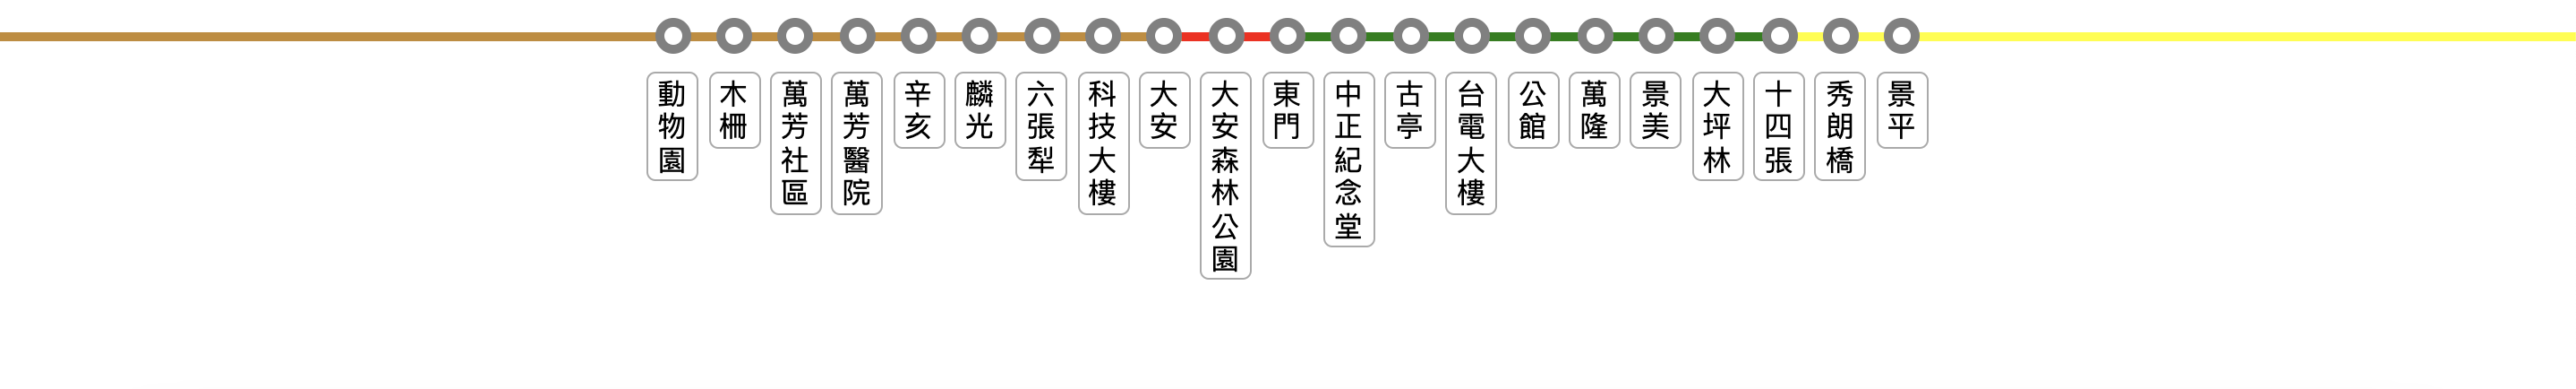 動物園
木柵
萬芳社區
萬芳醫院
辛亥
麟光
六張犁
科技大樓
大安
大安森林公園
東門
中正紀念堂
古亭
台電大樓
公館
萬隆
景美
大坪林
十四張
秀朗橋
景平